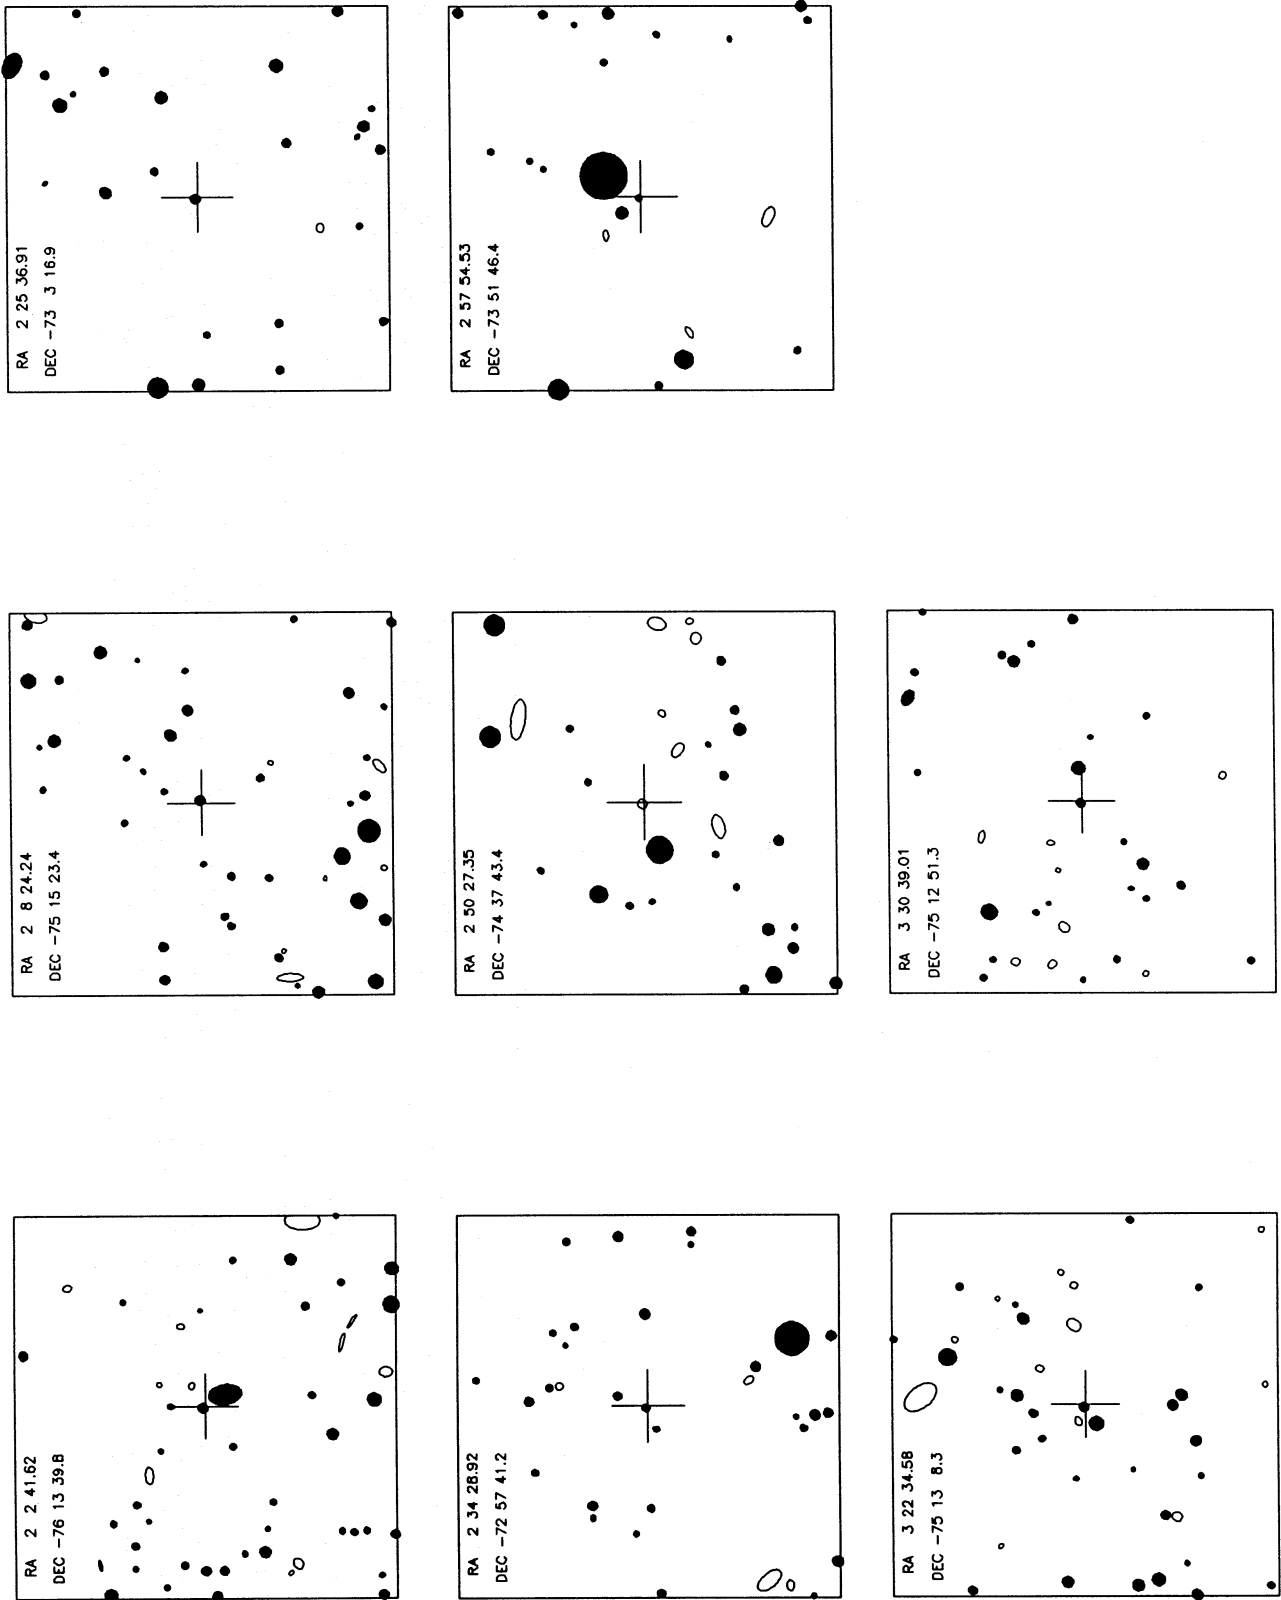 RA 2 25 36.91
DEC −73 3 16.9
RA 2 57 54.53
DEC −73 51 46.4
RA 2 8 24.24
DEC −75 15 23.4
RA 2 50 27.35
DEC −74 37 43.4
RA 3 30 39.01
DEC −75 12 51.3
RA 2 2 41.62
DEC −76 13 39.8
RA 2 34 28.92
DEC −72 57 41.2
RA 3 22 34.58
DEC −75 13 8.3